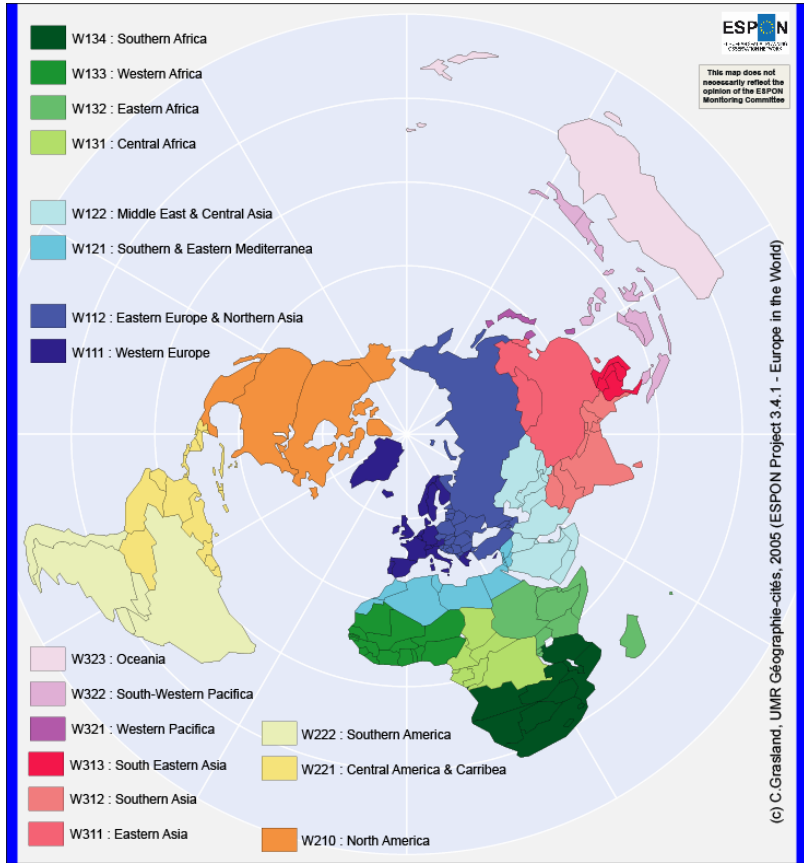 W134 : Southern Africa
W133 : Western Africa
W132 : Eastern Africa
W131 : Central Africa
W122 : Middle East & Central Asia
W121 : Southern & Eastern Mediterranea
W112 : Eastern Europe & Northern Asia
W111 : Western Europe
ESPON
This map does not
necessarily reflect the
opinion of the ESPON
Monitoring Committee
(c) C.Grasland, UMR Géographie-cités, 2005 (ESPON Project 3.4.1 - Europe in the World)
W323 : Oceania
W322 : South-Western Pacifica
W321 : Western Pacifica
W313 : South Eastern Asia
W312 : Southern Asia
W311 : Eastern Asia
W222 : Southern America
W221 : Central America & Carribea
W210 : North America